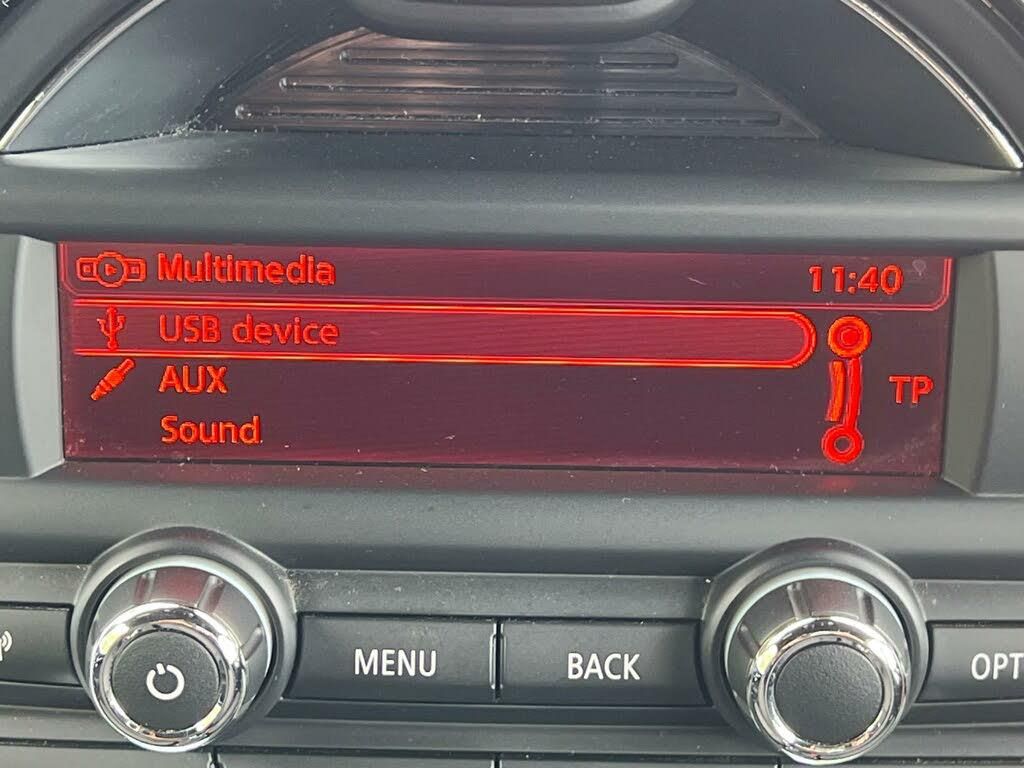 Multimedia 11:40
USB device
AUX
TP
Sound
MENU BACK OPT